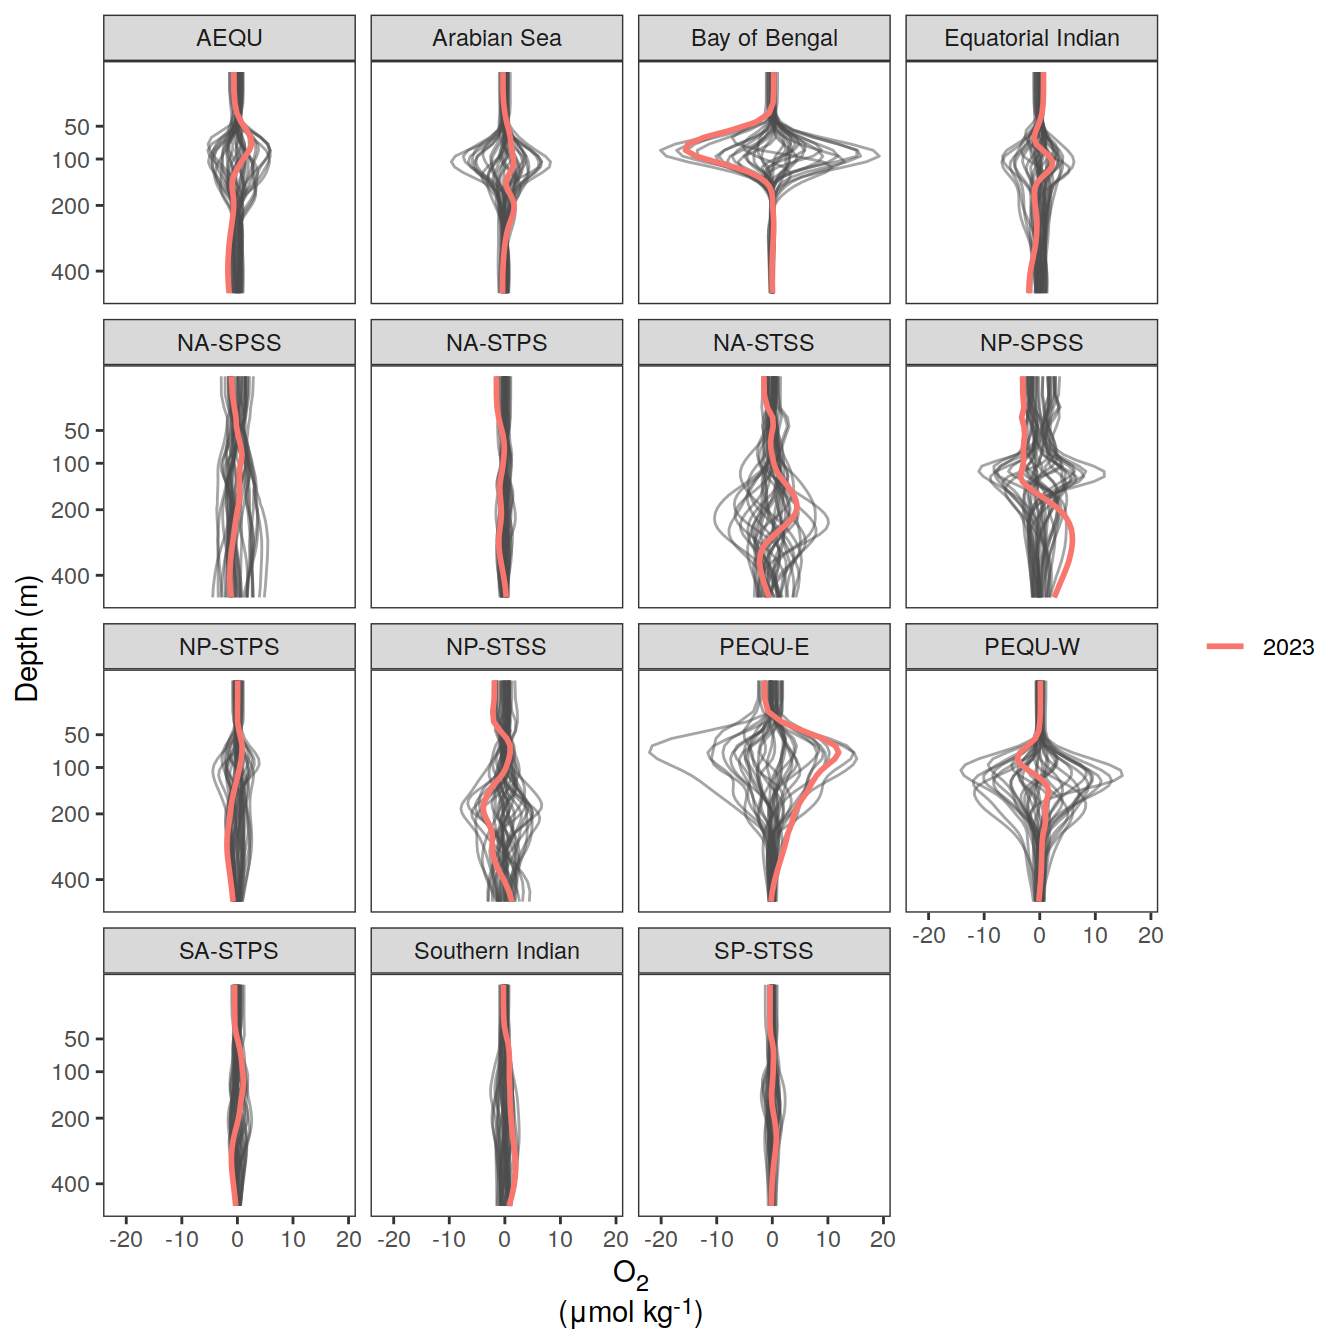 AEQU Arabian Sea Bay of Bengal Equatorial Indian
50
100
200
400
NA-SPSS NA-STPS NA-STSS NP-SPSS
50
100
200
400
Depth (m)
NP-STPS NP-STSS PEQU-E PEQU-W
2023
50
100
200
400
-20 -10 0 10 20
SA-STPS Southern Indian SP-STSS
50
100
200
400
-20 -10 0 10 20 -20 -10 0 10 20 -20 -10 0 10 20
O2
(µmol kg-1)